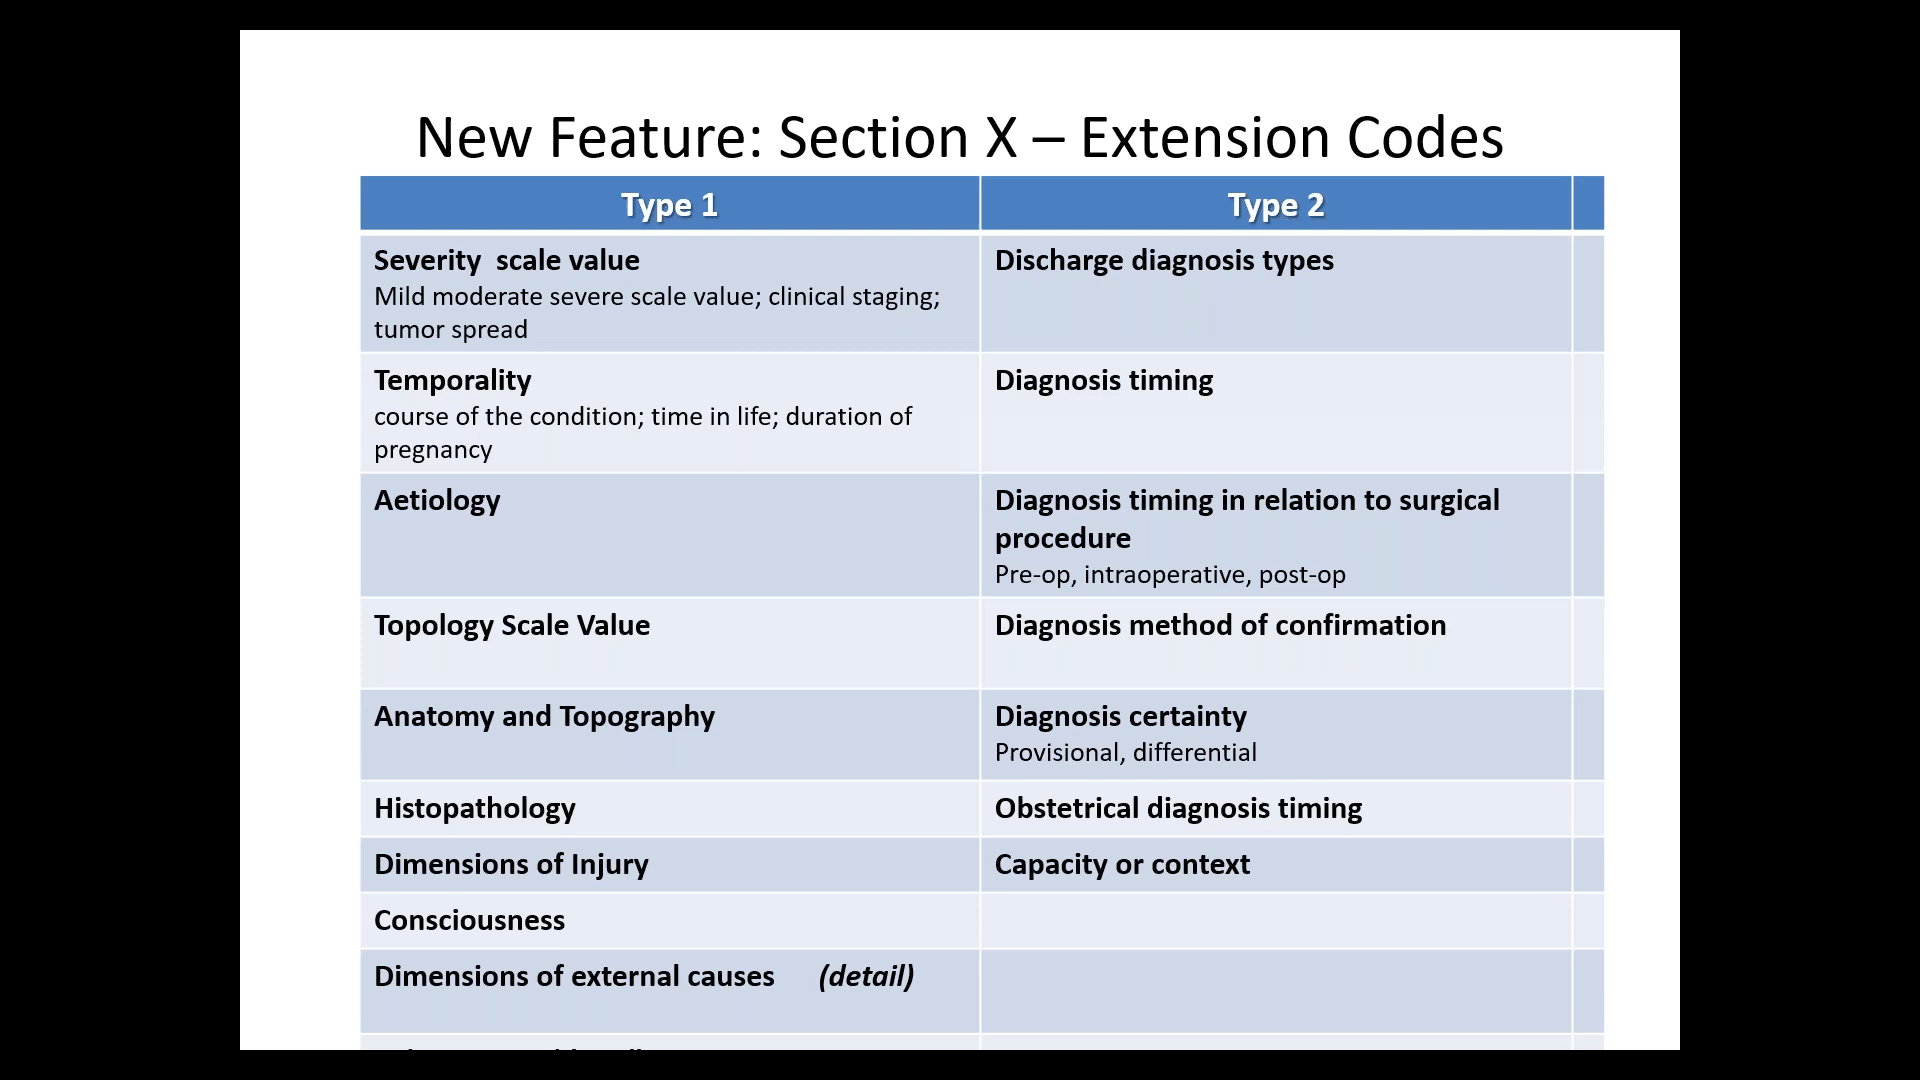 New Feature: Section X – Extension Codes
Type 1
Type 2
Severity  scale value
Mild moderate severe scale value; clinical staging;
tumor spread
Discharge diagnosis types
Temporality
course of the condition; time in life; duration of
pregnancy
Diagnosis timing
Aetiology
Diagnosis timing in relation to surgical
procedure
Pre-op, intraoperative, post-op
Topology Scale Value
Diagnosis method of confirmation
Anatomy and Topography
Diagnosis certainty
Provisional, differential
Histopathology
Obstetrical diagnosis timing
Dimensions of Injury
Capacity or context
Consciousness
Dimensions of external causes (detail)